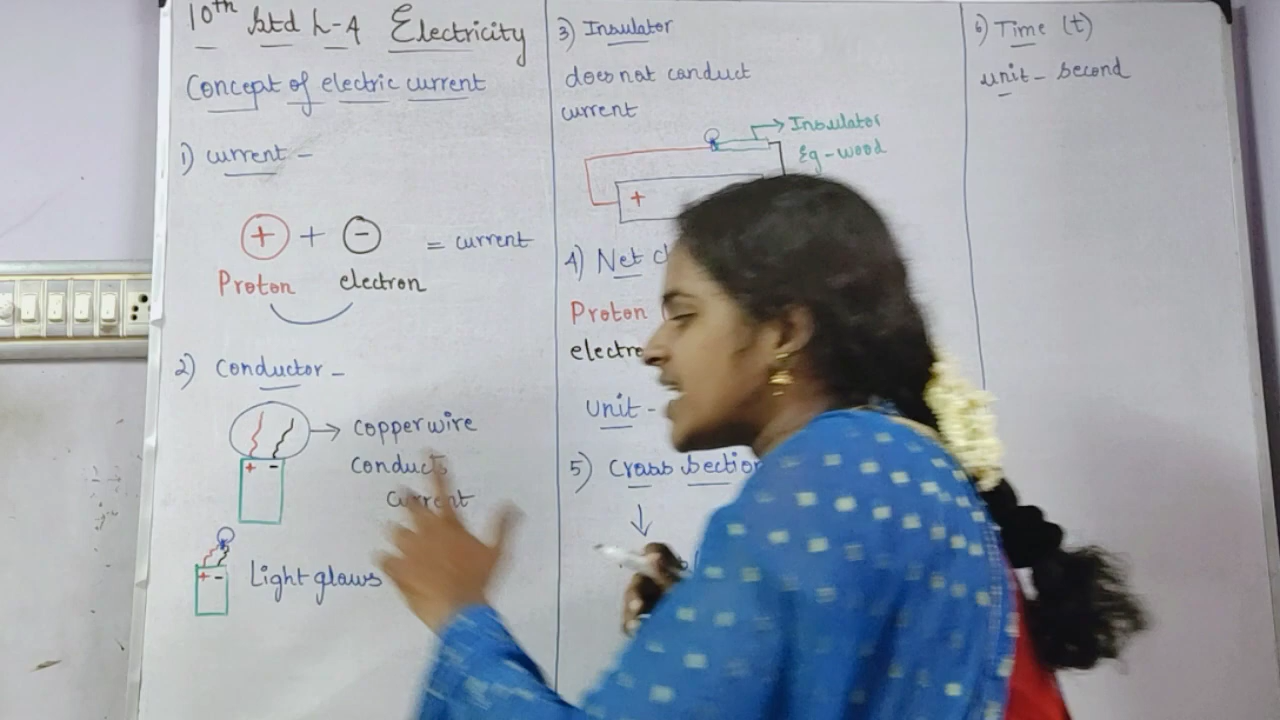 10th std L-4 Electricity
Concept of electric current
1) current -
+ + - = current
Proton electron
2) Conductor -
copper wire
conducts
current
+ -
+ -
Light glows
3) Insulator
does not conduct
current
Insulator
Eg - wood
+
4) Net
Proton
unit -
5) Cross section
6) Time (t)
unit - second